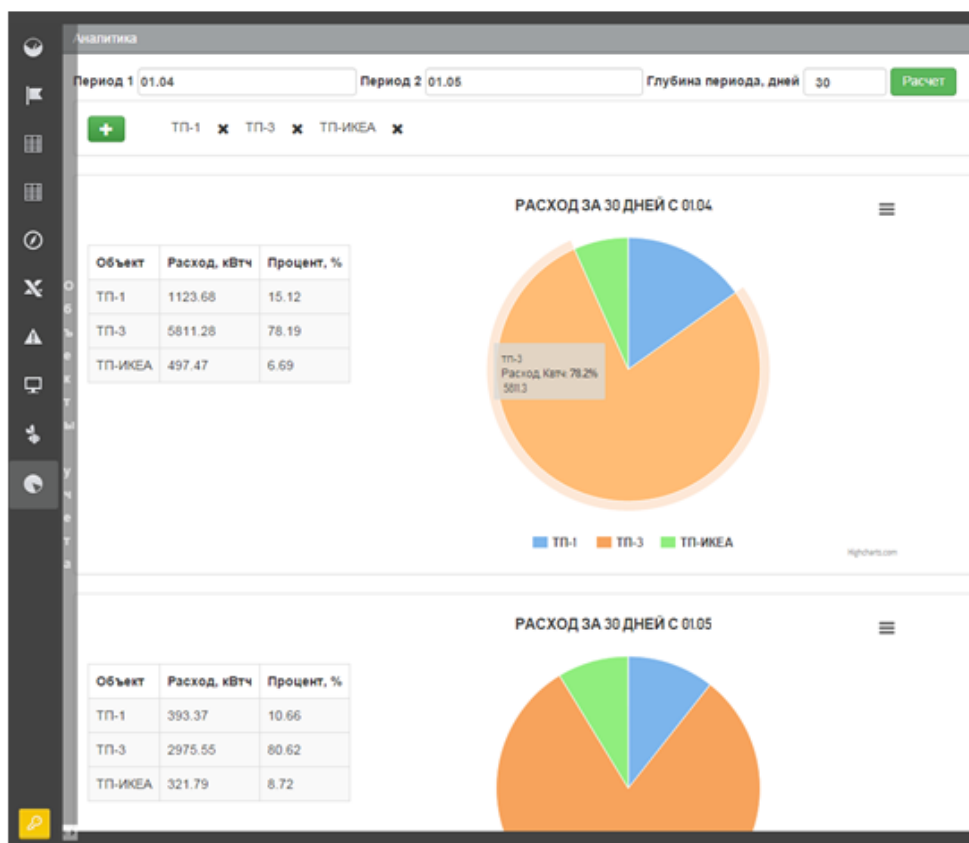 Аналитика
Период 1 01.04 Период 2 01.05 Глубина периода, дней 30 Расчет
ТП-1 ТП-3 ТП-ИКЕА
Объекты учета
РАСХОД ЗА 30 ДНЕЙ С 01.04
Объект Расход, кВтч Процент, %
ТП-1 1123.68 15.12
ТП-3 5811.28 78.19
ТП-ИКЕА 497.47 6.69
ТП-3
Расход, Квтч: 78.2%
5811.3
ТП-1 ТП-3 ТП-ИКЕА
Highcharts.com
РАСХОД ЗА 30 ДНЕЙ С 01.05
Объект Расход, кВтч Процент, %
ТП-1 393.37 10.66
ТП-3 2975.55 80.62
ТП-ИКЕА 321.79 8.72